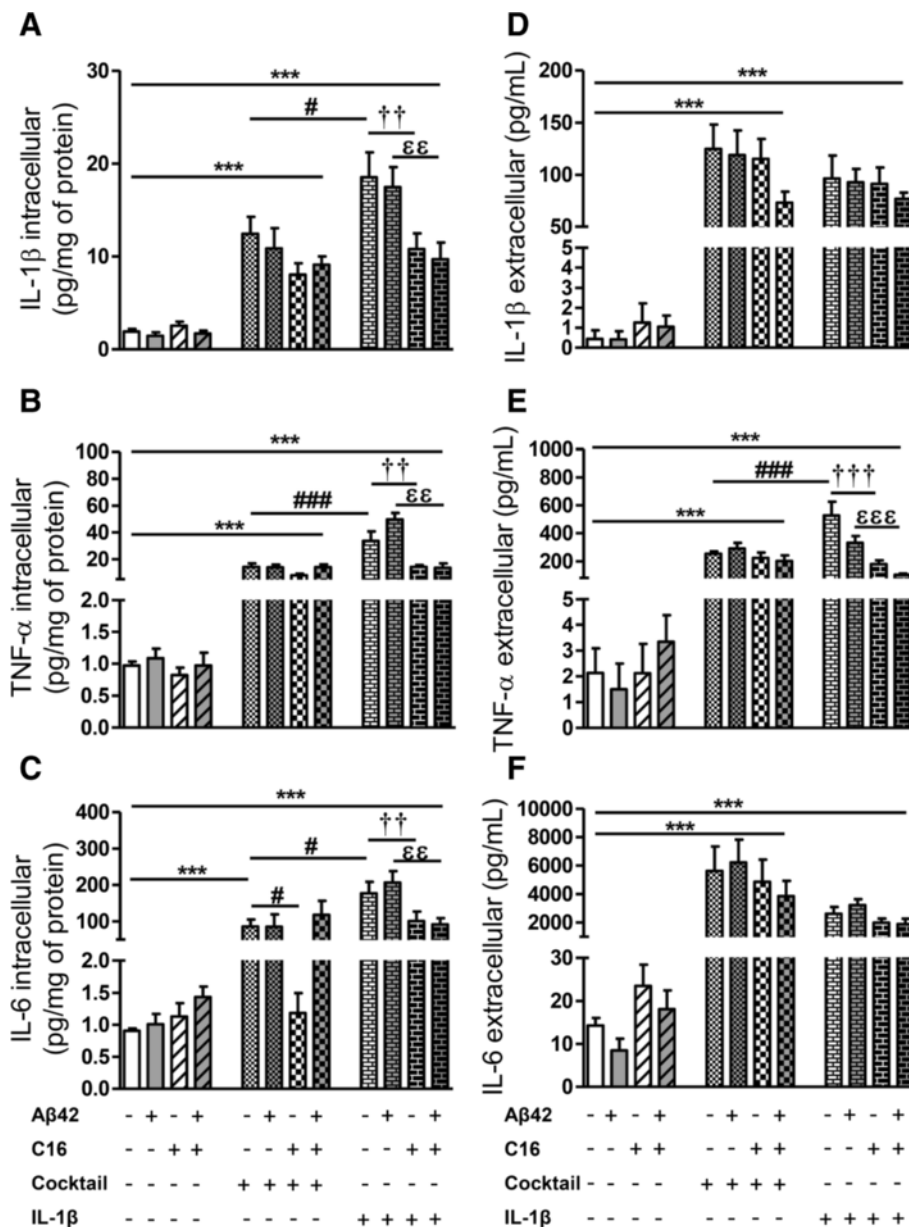 A
IL-1β intracellular
(pg/mg of protein)
30
20
10
0
***
#
††
εε
***
B
TNF-α intracellular
(pg/mg of protein)
100
80
60
40
20
2.0
1.5
1.0
0.5
0.0
***
††
###
εε
***
C
IL-6 intracellular
(pg/mg of protein)
400
300
200
100
2.0
1.5
1.0
0.5
0.0
***
††
#
εε
***
#
Aβ42 - + - + - + - + - + - +
C16 - - + + - - + + - - + +
Cocktail - - - - + + + + - - - -
IL-1β - - - - - - - - + + + +
D
IL-1β extracellular (pg/mL)
200
150
100
50
5
4
3
2
1
0
***
***
E
TNF-α extracellular (pg/mL)
1000
800
600
400
200
5
4
3
2
1
0
***
###
†††
***
εεε
F
IL-6 extracellular (pg/mL)
10000
8000
6000
4000
2000
30
20
10
0
***
***
Aβ42 - + - + - + - + - + - +
C16 - - + + - - + + - - + +
Cocktail - - - - + + + + - - - -
IL-1β - - - - - - - - + + + +